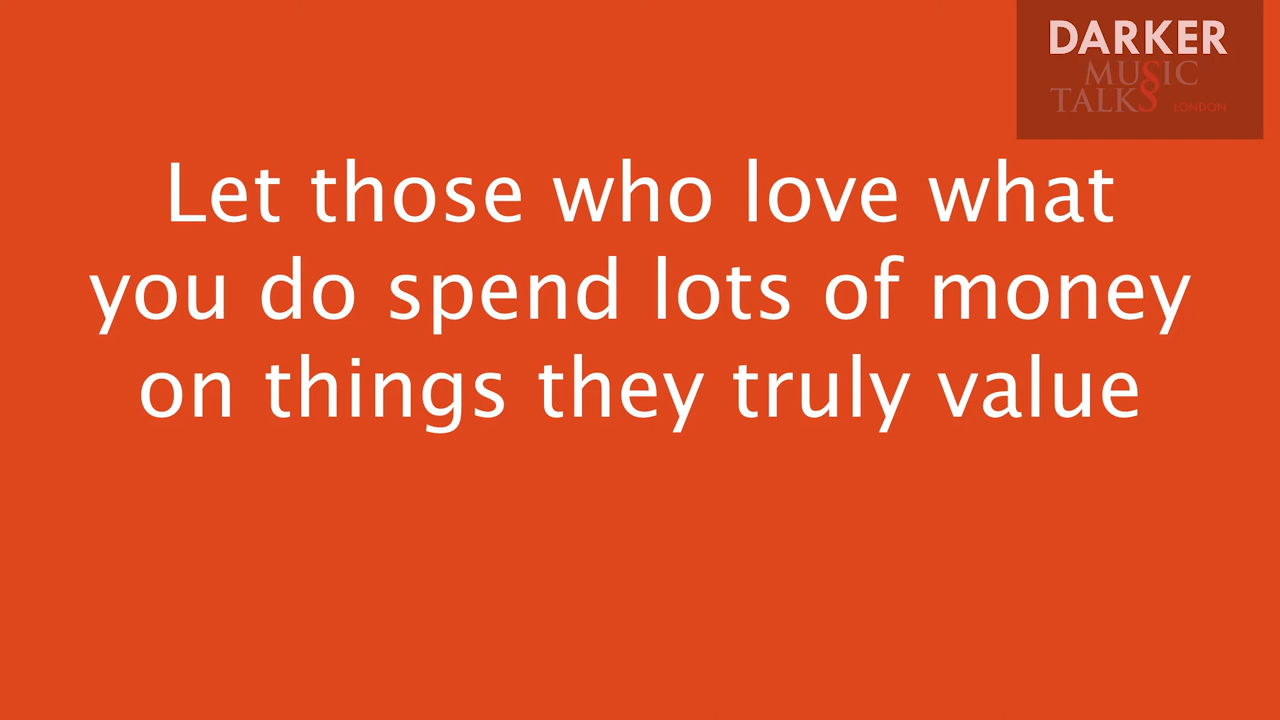 DARKER
MUSIC
TALKS LONDON
Let those who love what
you do spend lots of money
on things they truly value